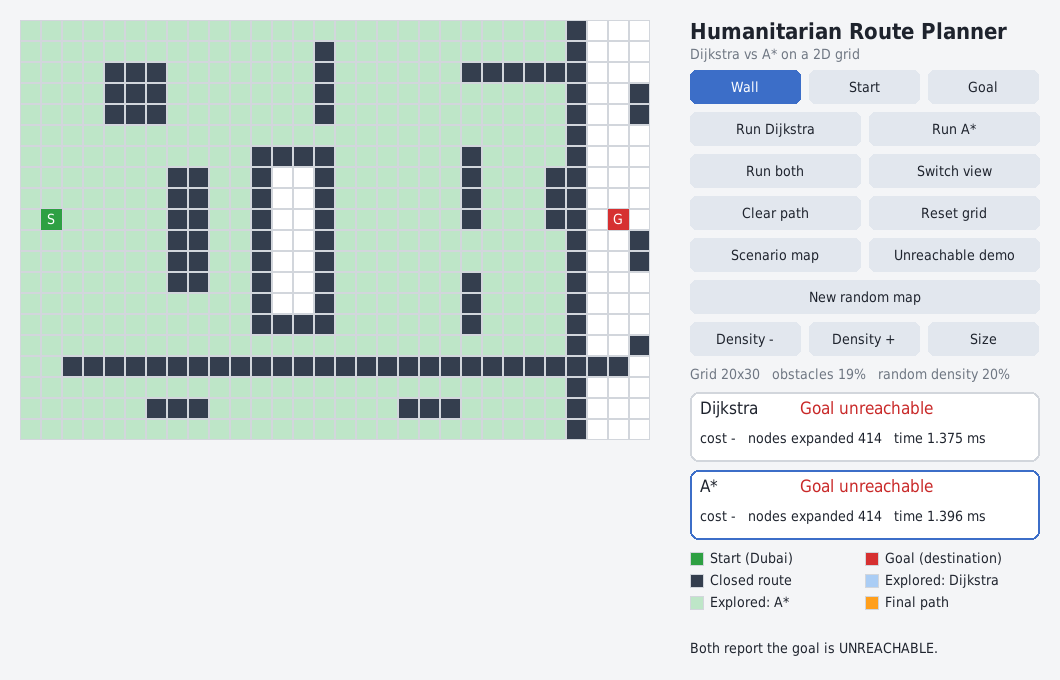 Humanitarian Route Planner
Dijkstra vs A* on a 2D grid
Wall Start Goal
Run Dijkstra Run A*
Run both Switch view
Clear path Reset grid
Scenario map Unreachable demo
New random map
Density - Density + Size
Grid 20x30 obstacles 19% random density 20%
Dijkstra Goal unreachable
cost - nodes expanded 414 time 1.375 ms
A* Goal unreachable
cost - nodes expanded 414 time 1.396 ms
Start (Dubai) Goal (destination)
Closed route Explored: Dijkstra
Explored: A* Final path
Both report the goal is UNREACHABLE.
S
G